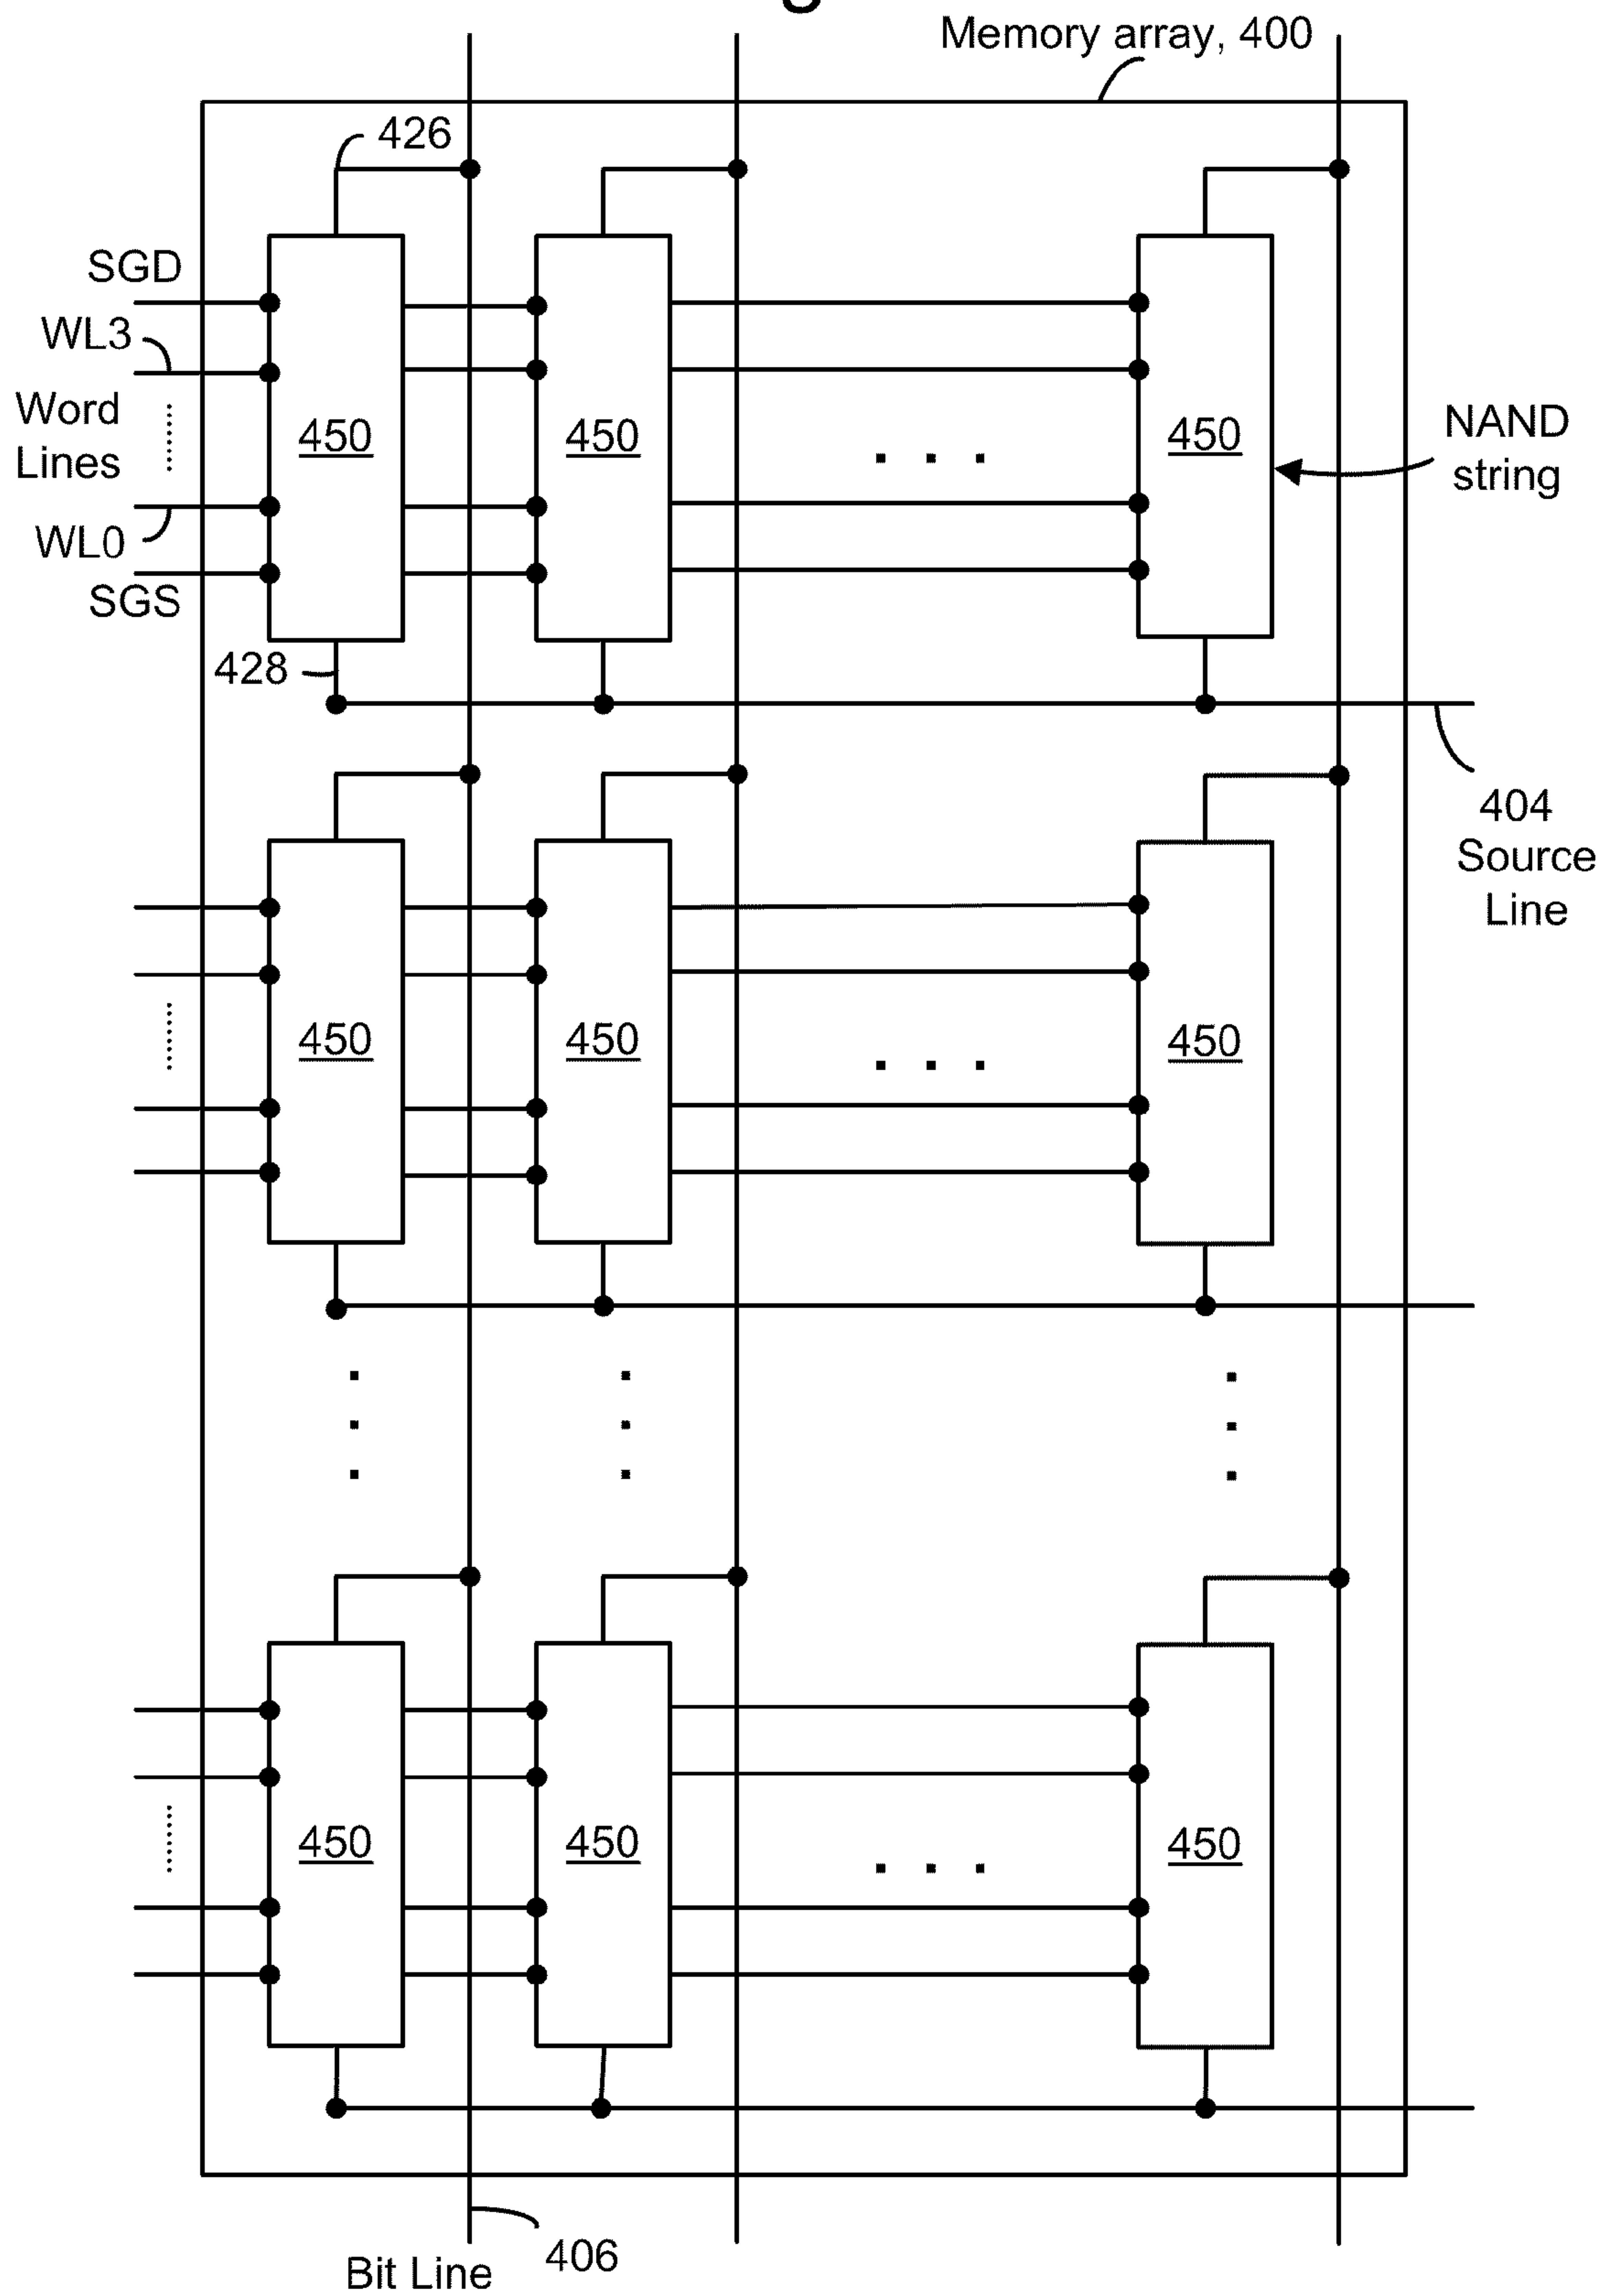 Memory array, 400
426
SGD
WL3
Word
Lines
WL0
SGS
450
450
450
NAND
string
428
404
Source
Line
450
450
450
450
450
450
406
Bit Line